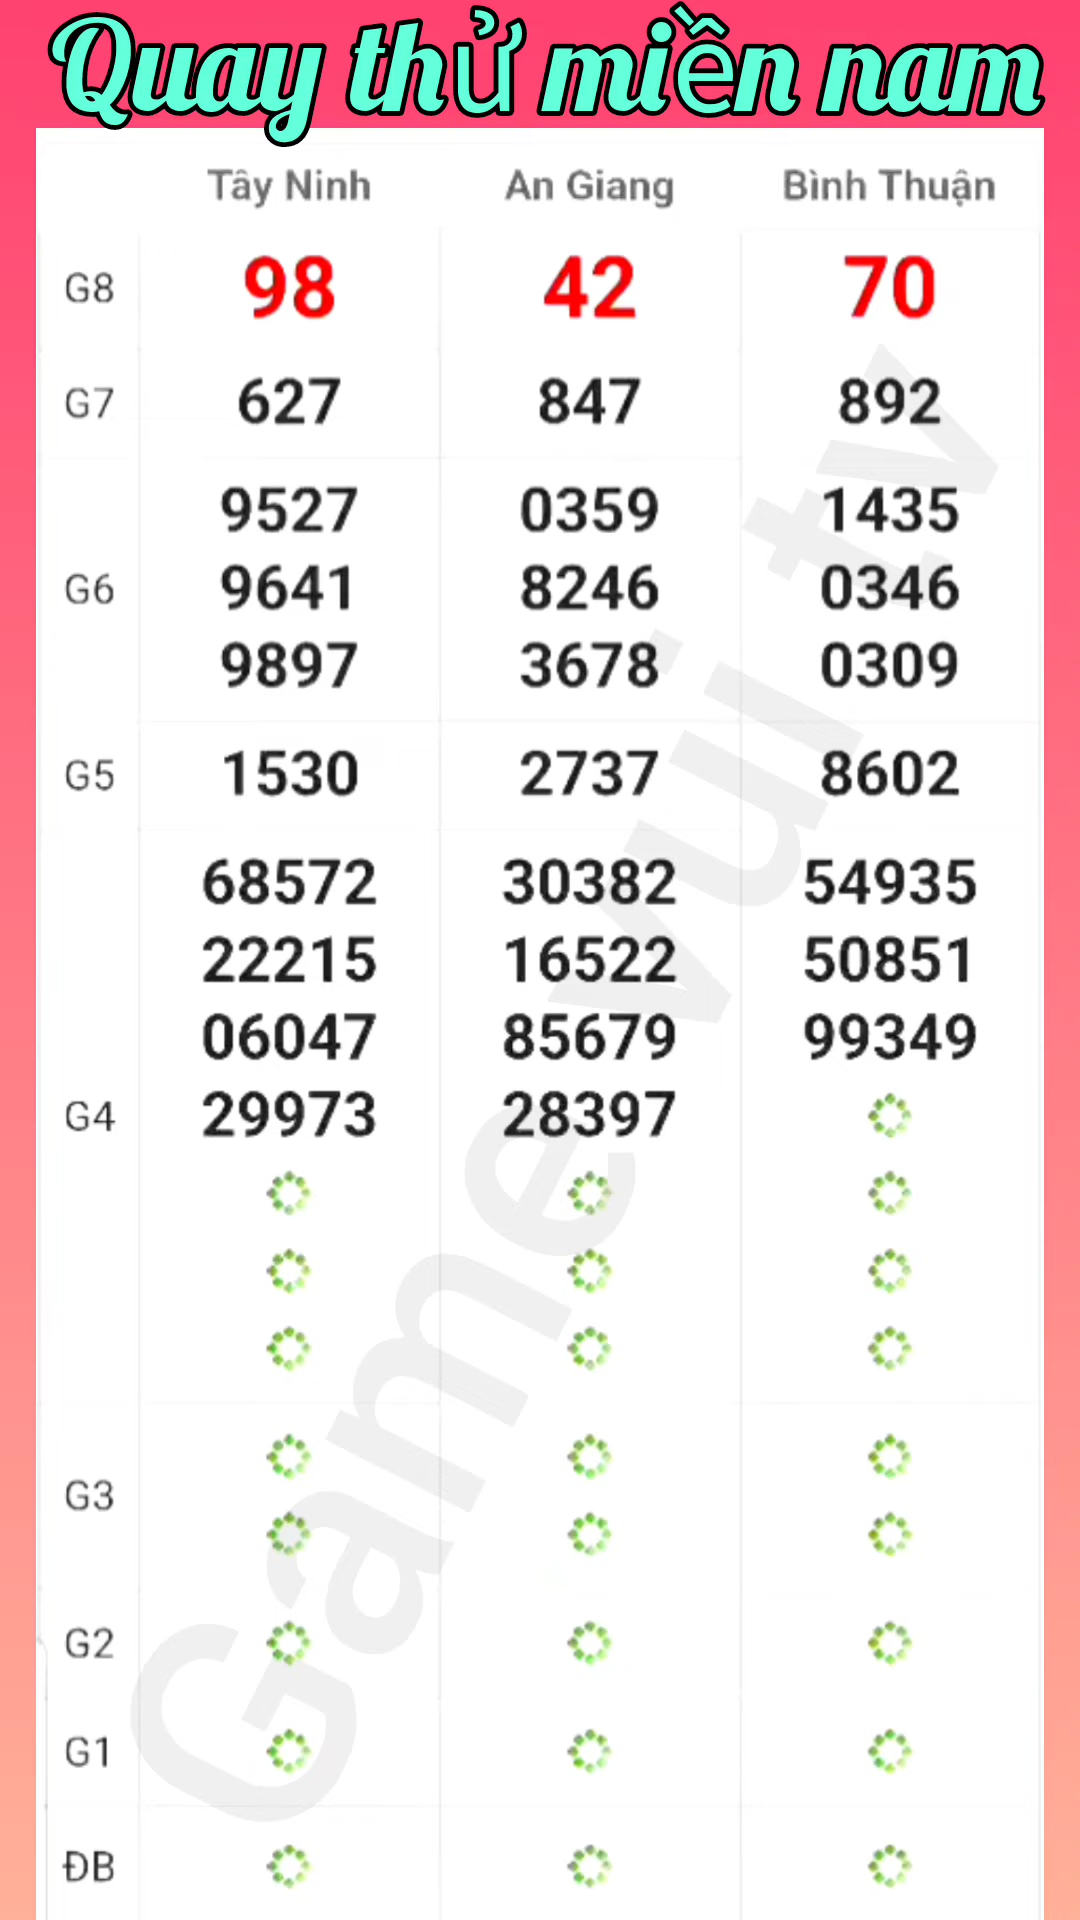 Quay thử miền nam
Tây Ninh An Giang Bình Thuận
G8 98 42 70
G7 627 847 892
9527 0359 1435
G6 9641 8246 0346
9897 3678 0309
G5 1530 2737 8602
68572 30382 54935
22215 16522 50851
06047 85679 99349
G4 29973 28397
G3
G2
G1
ĐB
Game vui tv